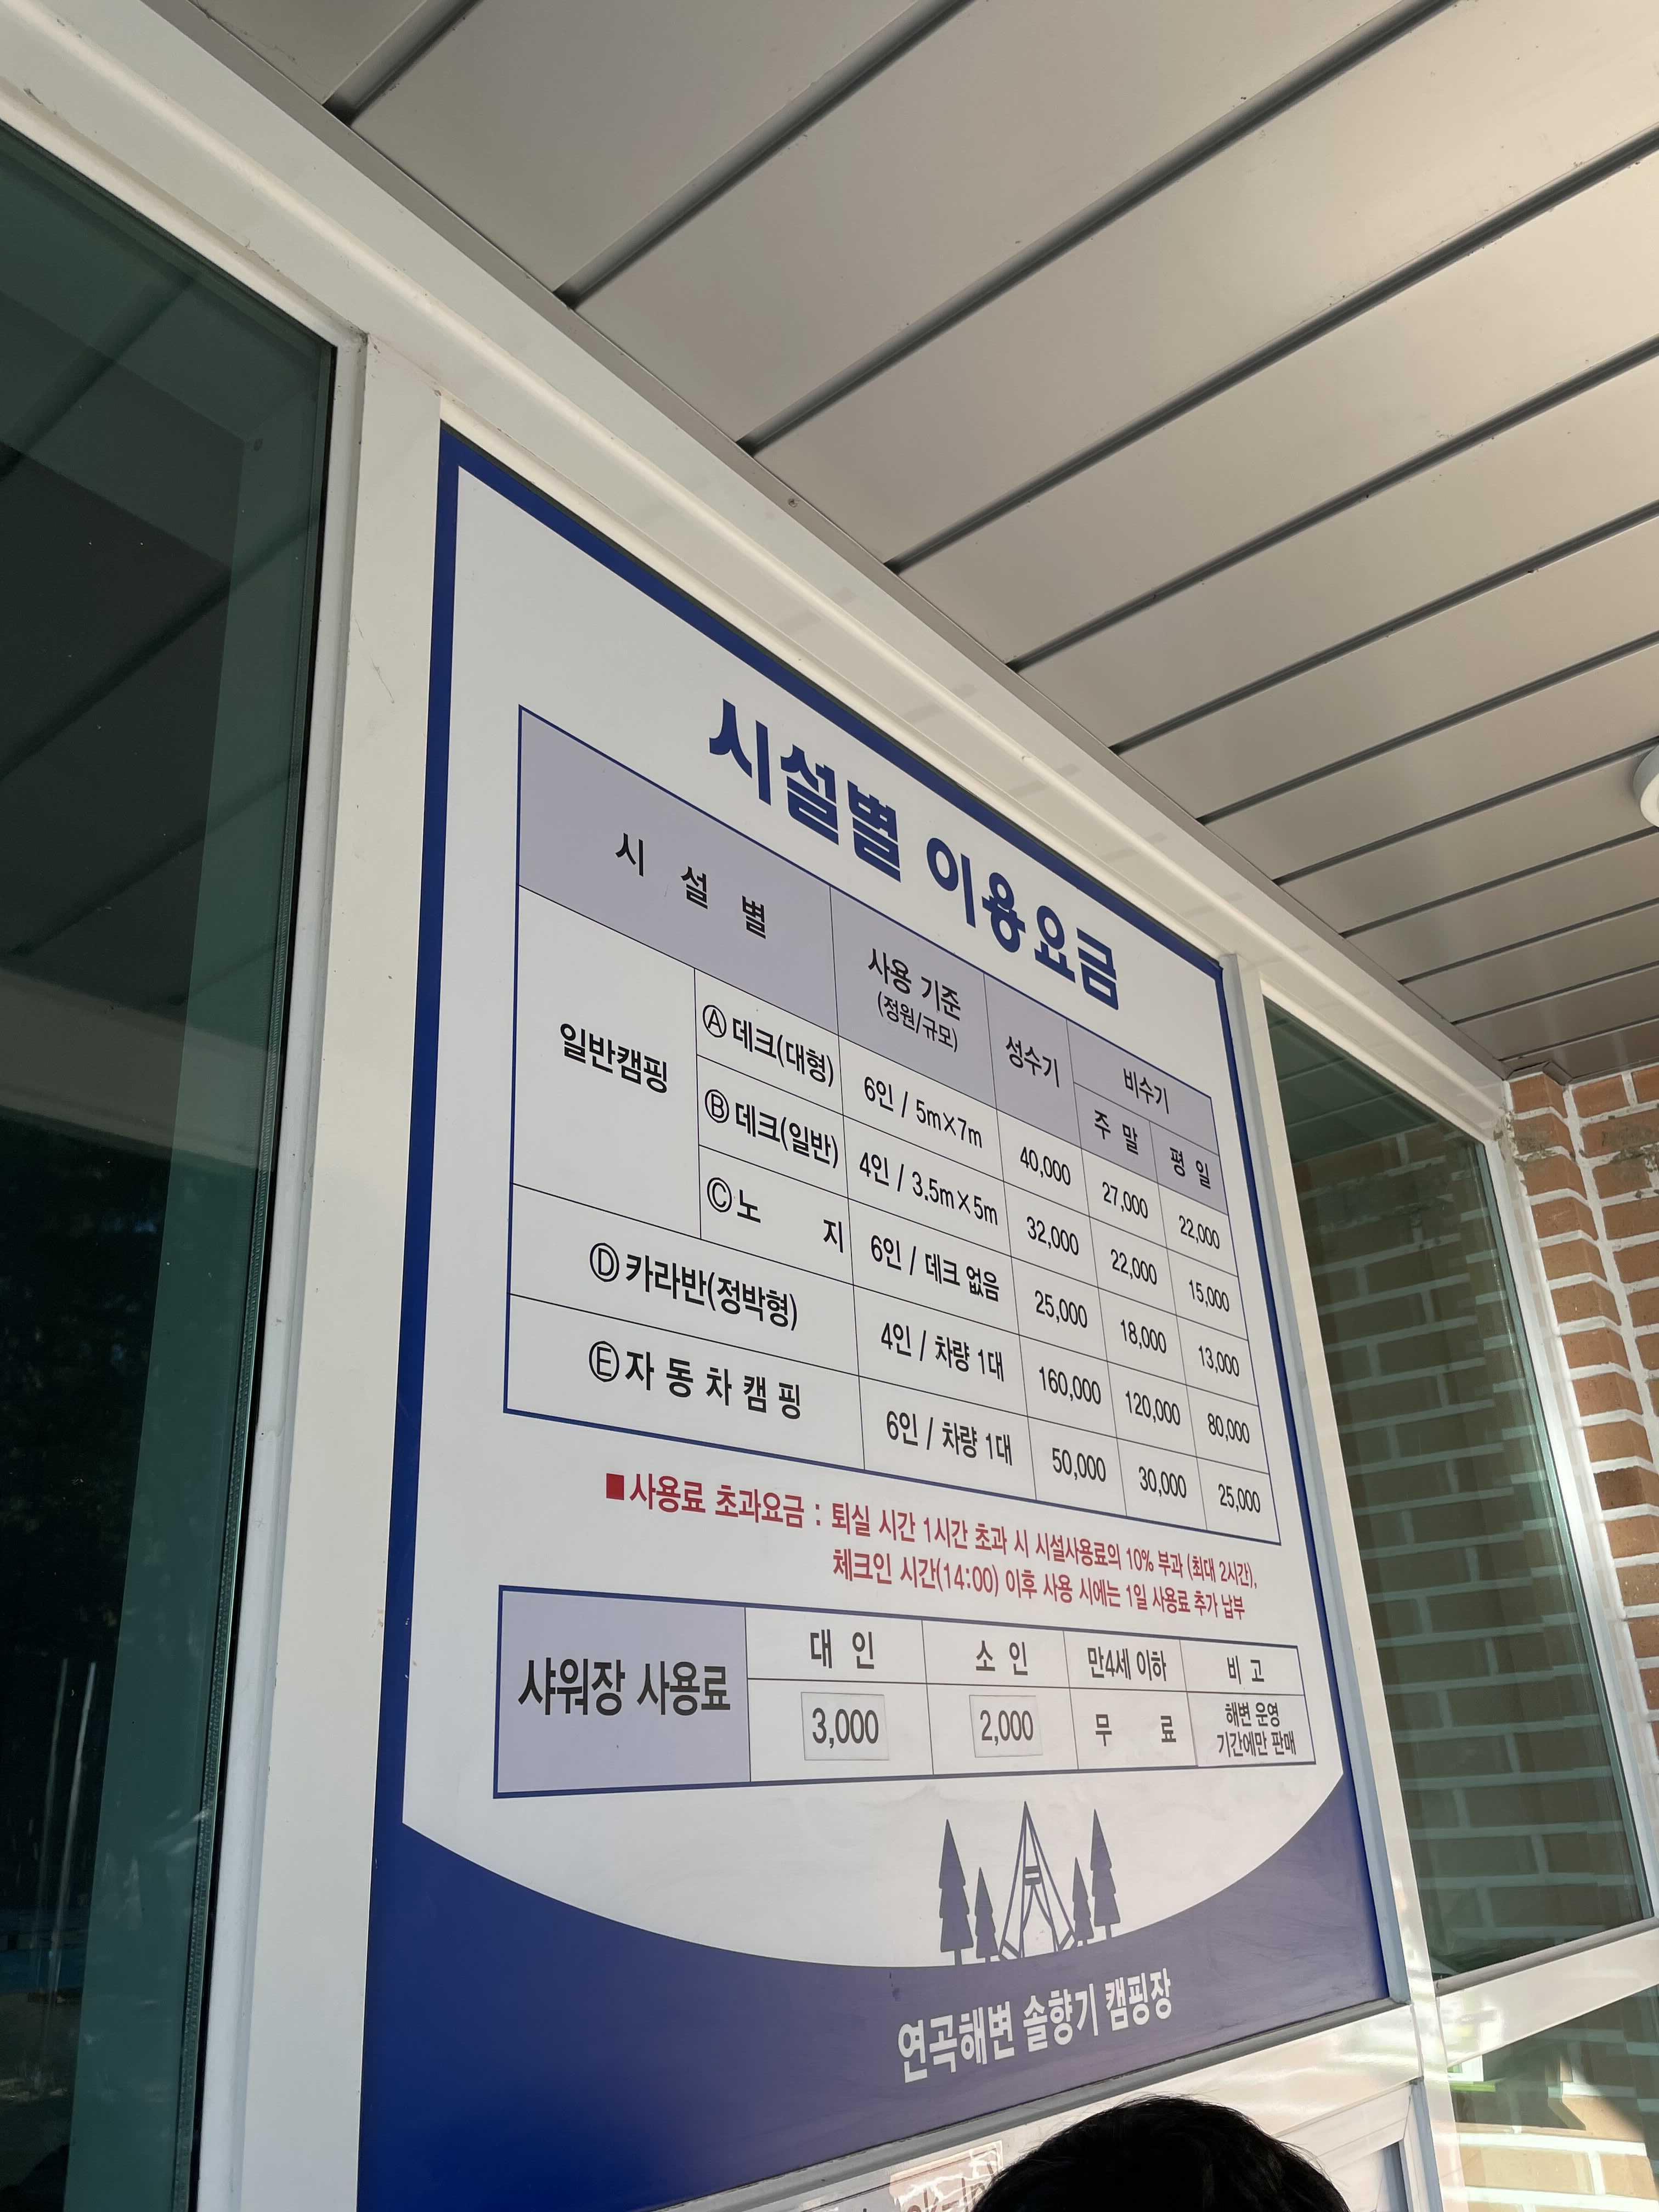 시설별 이용요금
시 설 별
사용 기준
(정원/규모)
성수기
비수기
주 말
평 일
일반캠핑
Ⓐ데크(대형)
6인 / 5m×7m
40,000
27,000
22,000
Ⓑ데크(일반)
4인 / 3.5m×5m
32,000
22,000
15,000
Ⓒ노 지
6인 / 데크 없음
25,000
18,000
13,000
Ⓓ카라반(정박형)
4인 / 차량 1대
160,000
120,000
80,000
Ⓔ자동차캠핑
6인 / 차량 1대
50,000
30,000
25,000
■사용료 초과요금 : 퇴실 시간 1시간 초과 시 시설사용료의 10% 부과 (최대 2시간),
체크인 시간(14:00) 이후 사용 시에는 1일 사용료 추가 납부
샤워장 사용료
대 인
소 인
만4세 이하
비 고
3,000
2,000
무 료
해변 운영
기간에만 판매
연곡해변 솔향기 캠핑장